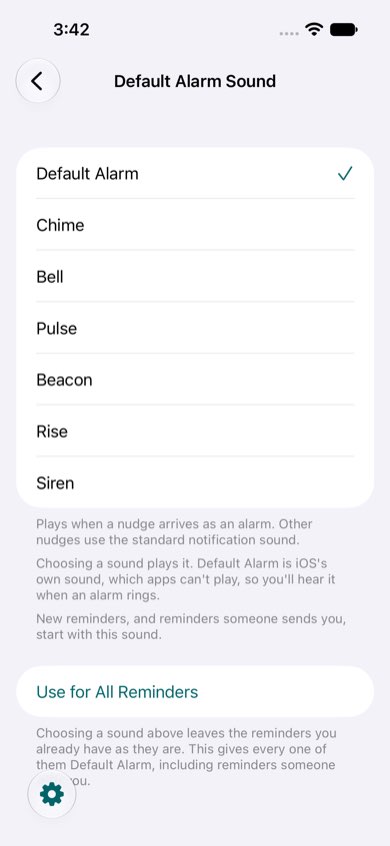 3:42
Default Alarm Sound
Default Alarm
Chime
Bell
Pulse
Beacon
Rise
Siren
Plays when a nudge arrives as an alarm. Other
nudges use the standard notification sound.
Choosing a sound plays it. Default Alarm is iOS's
own sound, which apps can't play, so you'll hear it
when an alarm rings.
New reminders, and reminders someone sends you,
start with this sound.
Use for All Reminders
Choosing a sound above leaves the reminders you
already have as they are. This gives every one of
them Default Alarm, including reminders someone
you.